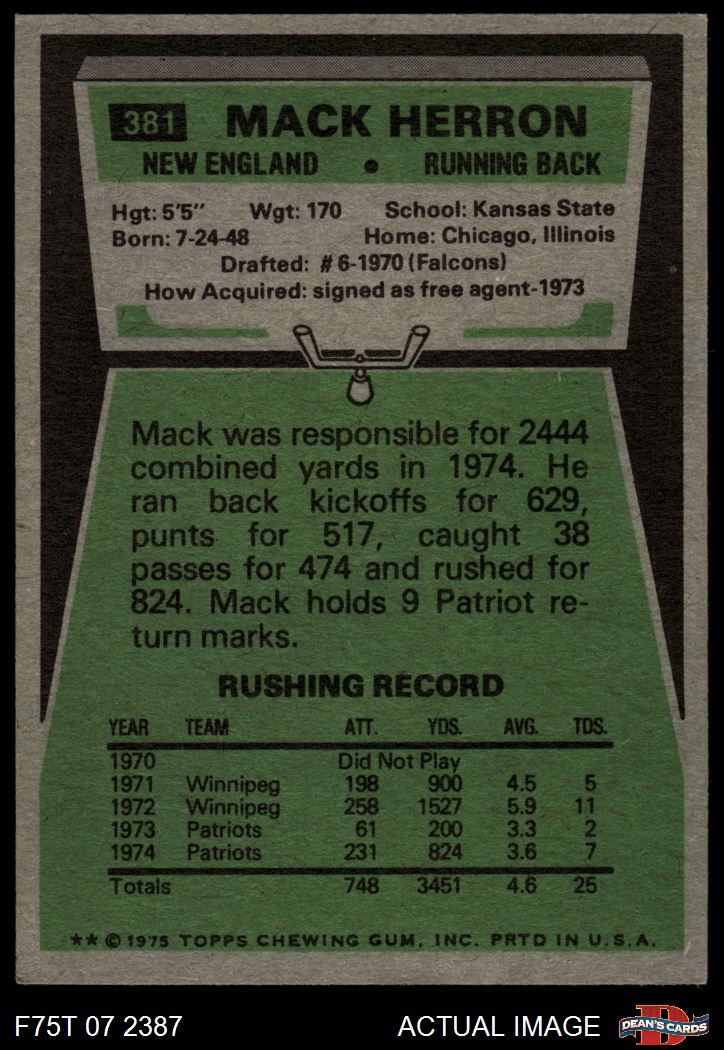 381 MACK HERRON
NEW ENGLAND • RUNNING BACK
Hgt: 5'5" Wgt: 170 School: Kansas State
Born: 7-24-48 Home: Chicago, Illinois
Drafted: #6-1970 (Falcons)
How Acquired: signed as free agent-1973
Mack was responsible for 2444
combined yards in 1974. He
ran back kickoffs for 629,
punts for 517, caught 38
passes for 474 and rushed for
824. Mack holds 9 Patriot re-
turn marks.
RUSHING RECORD
YEAR TEAM ATT. YDS. AVG. TDS.
1970 Did Not Play
1971 Winnipeg 198 900 4.5 5
1972 Winnipeg 258 1527 5.9 11
1973 Patriots 61 200 3.3 2
1974 Patriots 231 824 3.6 7
Totals 748 3451 4.6 25
** © 1975 TOPPS CHEWING GUM, INC. PRTD IN U.S.A.
F75T 07 2387 ACTUAL IMAGE D DEAN'S CARDS